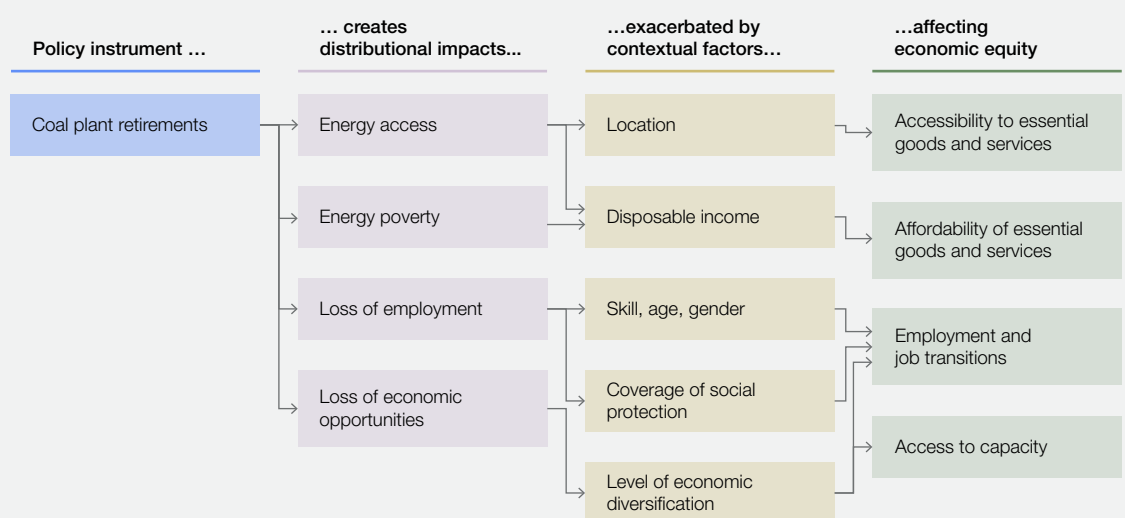 Policy instrument …
… creates
distributional impacts...
…exacerbated by
contextual factors…
…affecting
economic equity
Coal plant retirements
Energy access
Energy poverty
Loss of employment
Loss of economic
opportunities
Location
Disposable income
Skill, age, gender
Coverage of social
protection
Level of economic
diversification
Accessibility to essential
goods and services
Affordability of essential
goods and services
Employment and
job transitions
Access to capacity